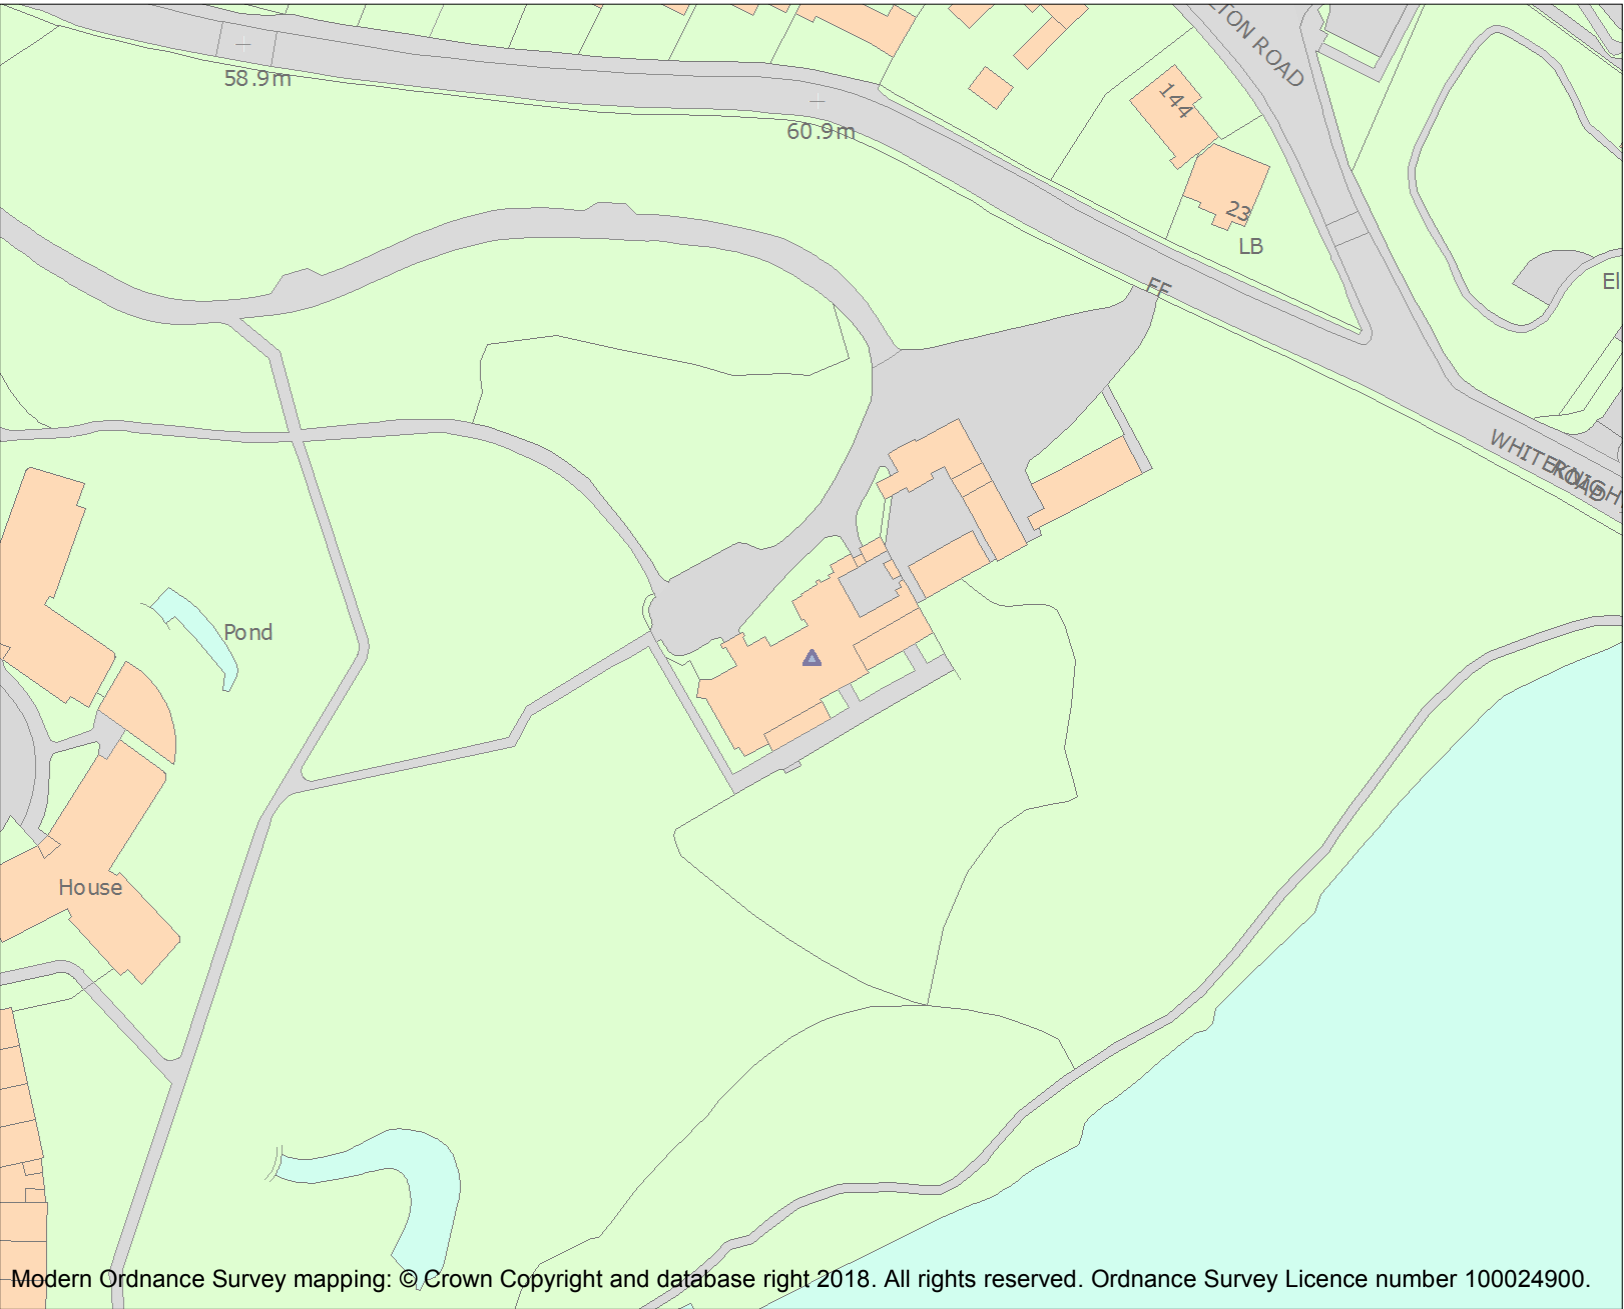 LTON ROAD
58.9m
144
60.9m
23
LB
El
FF
WHITEKNIGH
ROAD
Pond
House
Modern Ordnance Survey mapping: © Crown Copyright and database right 2018. All rights reserved. Ordnance Survey Licence number 100024900.